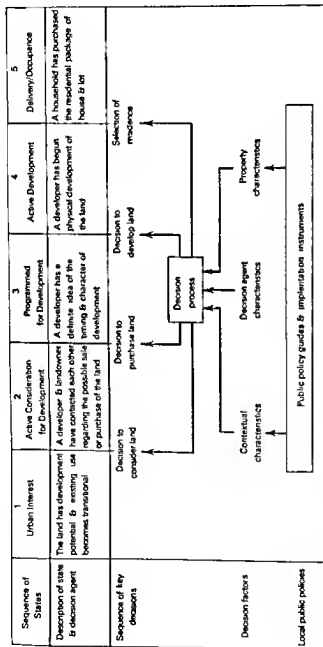 Sequence of
States
1
Urban Interest
2
Active Consideration
for Development
3
Programmed
for Development
4
Active Development
5
Delivery/Occupance
Description of state
& decision agent
The land has development
potential & existing use
becomes transitional
A developer & landowner
have contacted each other
regarding the possible sale
or purchase of the land
A developer has a
definite idea of the
timing & character of
development
A developer has begun
physical development of
the land
A household has purchased
the residential package of
house & lot
Sequence of key
decisions
Decision to
consider land
Decision to
purchase land
Decision to
develop land
Selection of
residence
Decision
process
Decision factors
Contextual
characteristics
Decision agent
characteristics
Property
characteristics
Local public policies
Public policy guides & implantation instruments